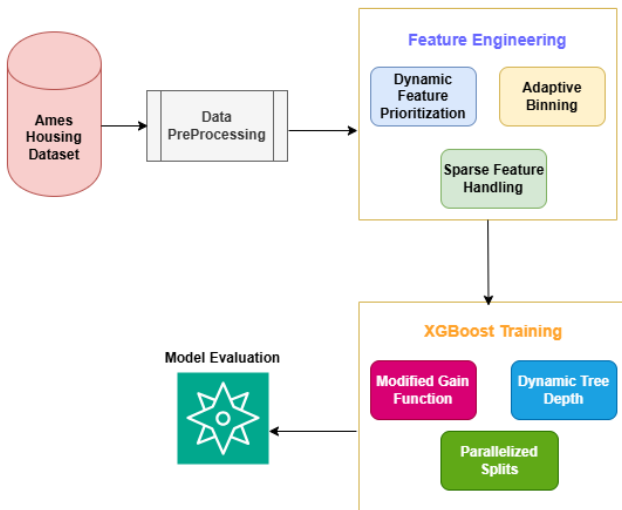 Ames
Housing
Dataset
Data
PreProcessing
Feature Engineering
Dynamic
Feature
Prioritization
Adaptive
Binning
Sparse Feature
Handling
XGBoost Training
Modified Gain
Function
Dynamic Tree
Depth
Parallelized
Splits
Model Evaluation